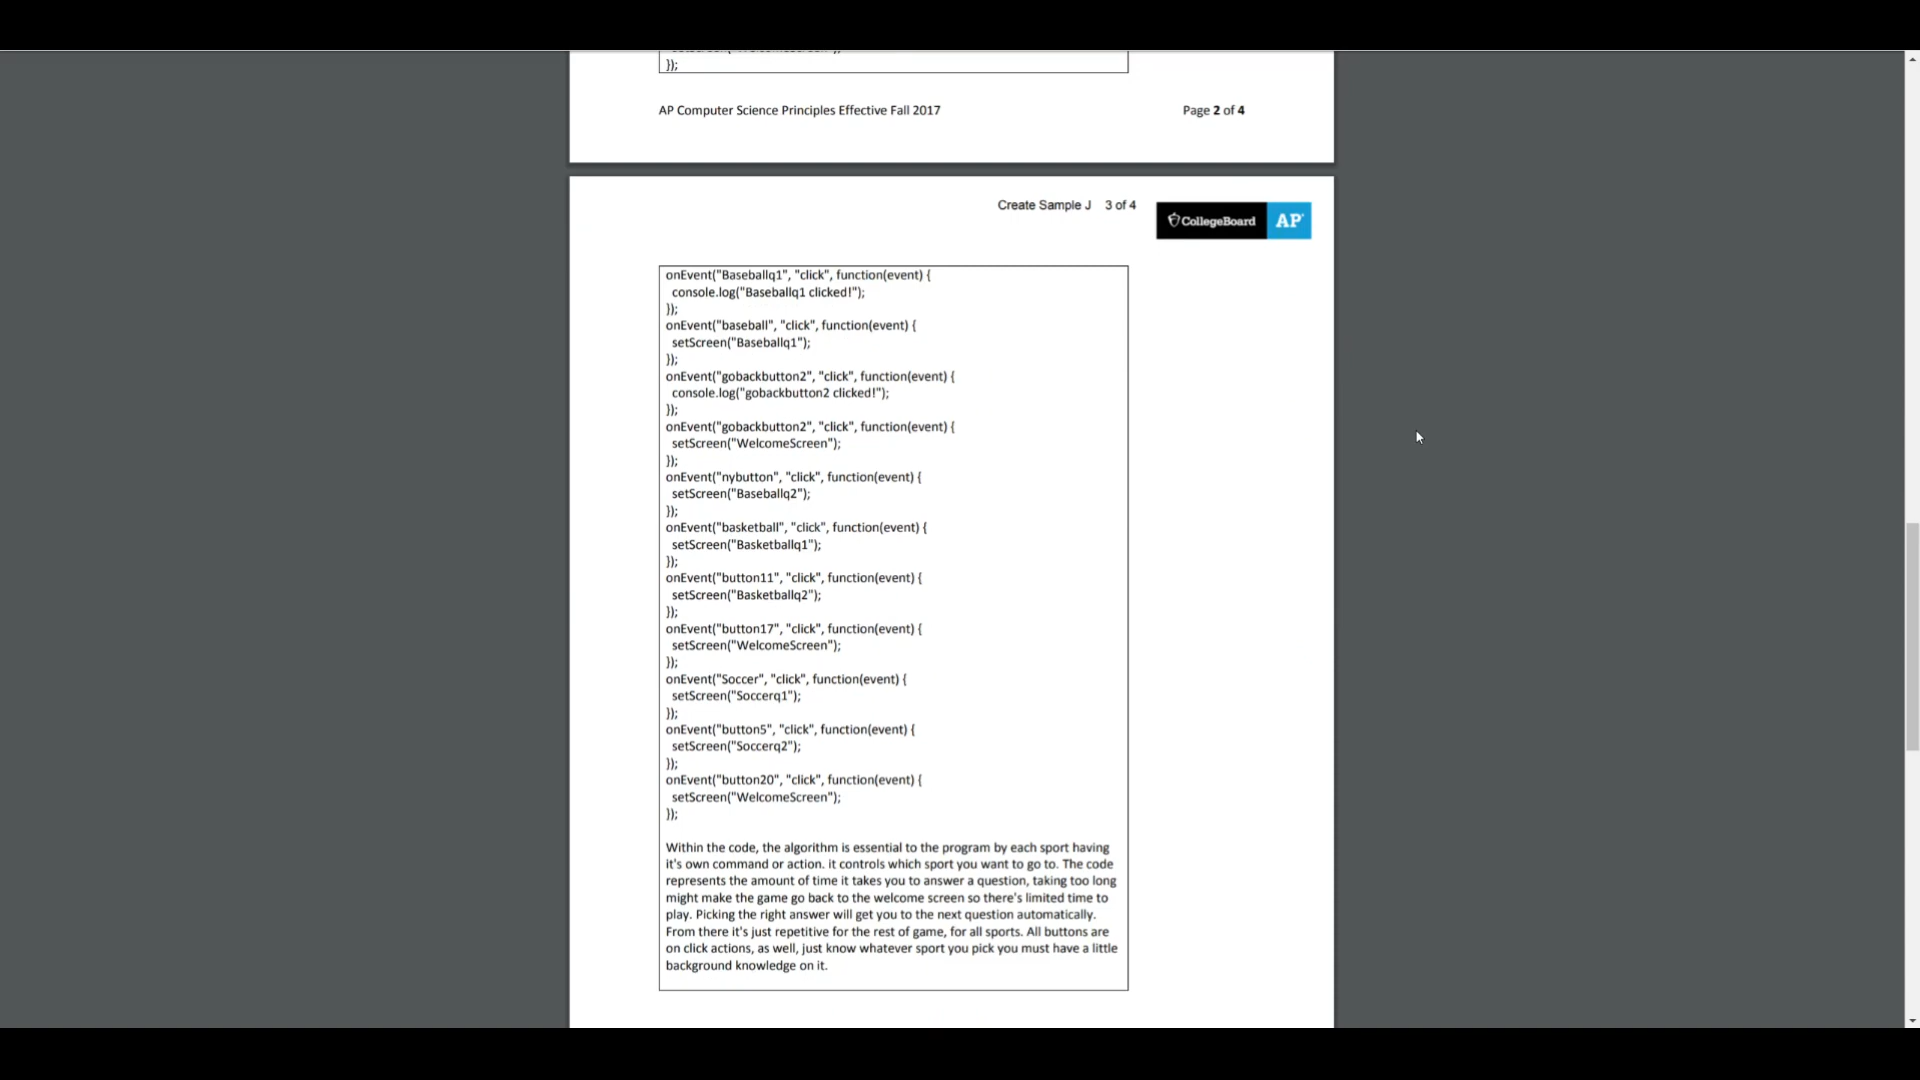 });
AP Computer Science Principles Effective Fall 2017 Page 2 of 4
Create Sample J 3 of 4
CollegeBoard AP
onEvent("Baseballq1", "click", function(event) {
console.log("Baseballq1 clicked!");
});
onEvent("baseball", "click", function(event) {
setScreen("Baseballq1");
});
onEvent("gobackbutton2", "click", function(event) {
console.log("gobackbutton2 clicked!");
});
onEvent("gobackbutton2", "click", function(event) {
setScreen("WelcomeScreen");
});
onEvent("nybutton", "click", function(event) {
setScreen("Baseballq2");
});
onEvent("basketball", "click", function(event) {
setScreen("Basketballq1");
});
onEvent("button11", "click", function(event) {
setScreen("Basketballq2");
});
onEvent("button17", "click", function(event) {
setScreen("WelcomeScreen");
});
onEvent("Soccer", "click", function(event) {
setScreen("Soccerq1");
});
onEvent("button5", "click", function(event) {
setScreen("Soccerq2");
});
onEvent("button20", "click", function(event) {
setScreen("WelcomeScreen");
});
Within the code, the algorithm is essential to the program by each sport having
it's own command or action. it controls which sport you want to go to. The code
represents the amount of time it takes you to answer a question, taking too long
might make the game go back to the welcome screen so there's limited time to
play. Picking the right answer will get you to the next question automatically.
From there it's just repetitive for the rest of game, for all sports. All buttons are
on click actions, as well, just know whatever sport you pick you must have a little
background knowledge on it.